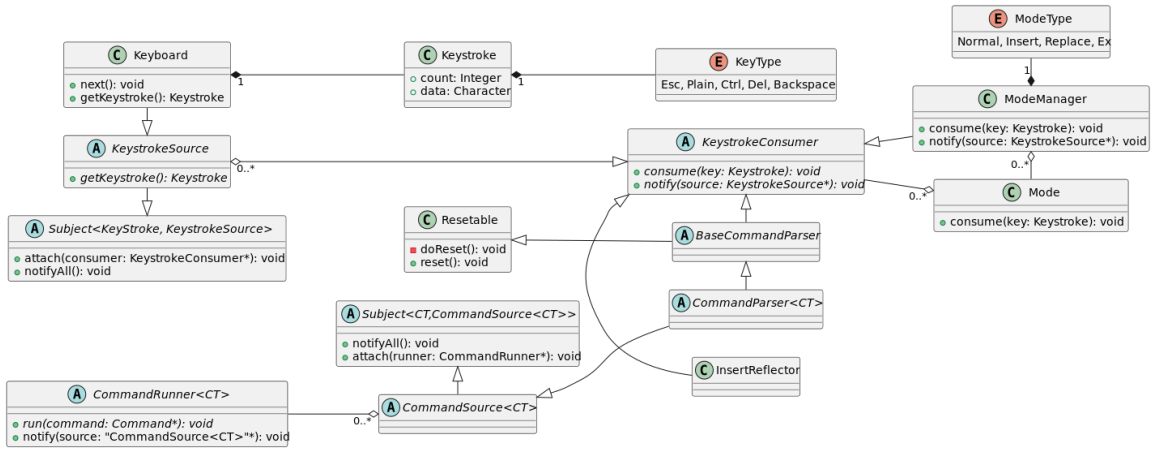 E ModeType
Normal, Insert, Replace, Ex
C Keyboard
next(): void
getKeystroke(): Keystroke
1
C Keystroke
count: Integer
data: Character
1
E KeyType
Esc, Plain, Ctrl, Del, Backspace
1
C ModeManager
consume(key: Keystroke): void
notify(source: KeystrokeSource*): void
A KeystrokeSource
getKeystroke(): Keystroke
0..*
A KeystrokeConsumer
consume(key: Keystroke): void
notify(source: KeystrokeSource*): void
0..*
0..*
C Mode
consume(key: Keystroke): void
A Subject<KeyStroke, KeystrokeSource>
attach(consumer: KeystrokeConsumer*): void
notifyAll(): void
C Resetable
doReset(): void
reset(): void
A BaseCommandParser
A CommandParser<CT>
A Subject<CT,CommandSource<CT>>
notifyAll(): void
attach(runner: CommandRunner*): void
C InsertReflector
A CommandRunner<CT>
run(command: Command*): void
notify(source: "CommandSource<CT>"*): void
0..*
A CommandSource<CT>